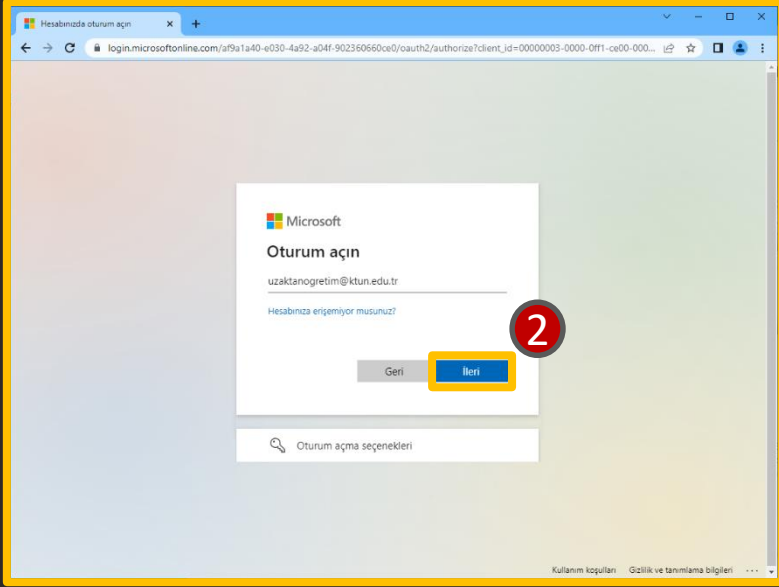 Hesabınızda oturum açın
login.microsoftonline.com/af9a1a40-e030-4a92-a04f-902360660ce0/oauth2/authorize?client_id=00000003-0000-0ff1-ce00-000...
Microsoft
Oturum açın
uzaktanogretim@ktun.edu.tr
Hesabınıza erişemiyor musunuz?
2
Geri
İleri
Oturum açma seçenekleri
Kullanım koşulları Gizlilik ve tanımlama bilgileri ...